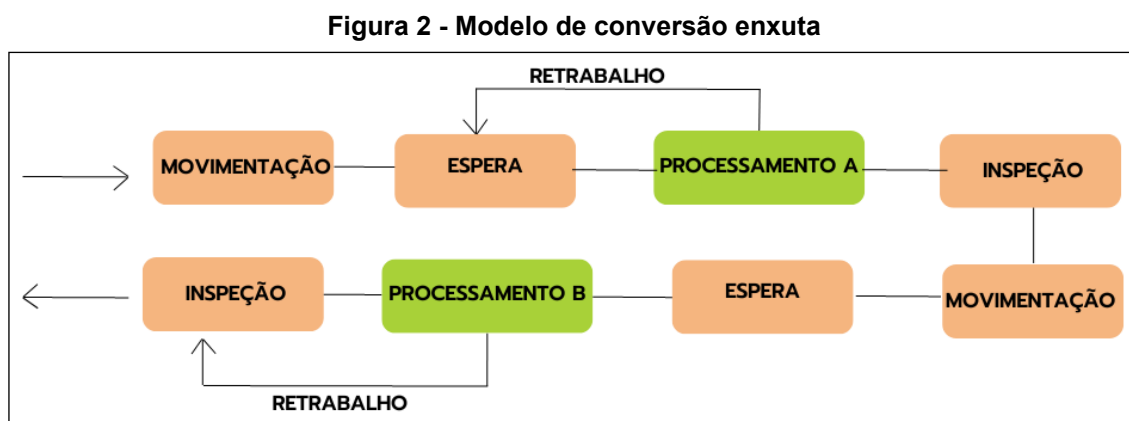 Figura 2 - Modelo de conversão enxuta
RETRABALHO
MOVIMENTAÇÃO
ESPERA
PROCESSAMENTO A
INSPEÇÃO
INSPEÇÃO
PROCESSAMENTO B
ESPERA
MOVIMENTAÇÃO
RETRABALHO